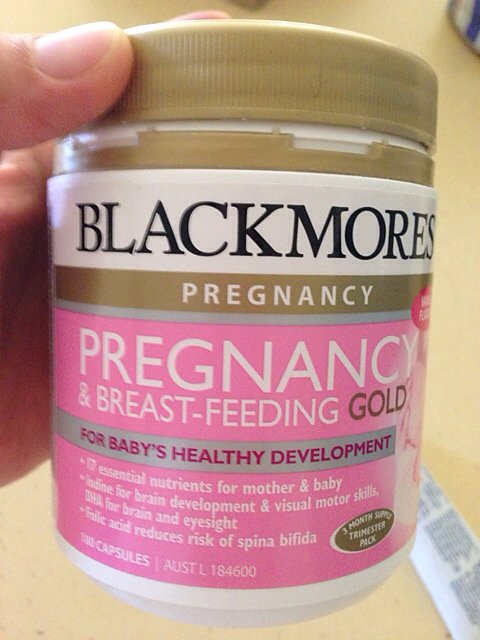 BLACKMORES
PREGNANCY
PREGNANCY
& BREAST-FEEDING GOLD
FOR BABY'S HEALTHY DEVELOPMENT
• 17 essential nutrients for mother & baby
• Iodine for brain development & visual motor skills,
DHA for brain and eyesight
• Folic acid reduces risk of spina bifida
3 MONTH SUPPLY
TRIMESTER
PACK
180 CAPSULES | AUST L 184600